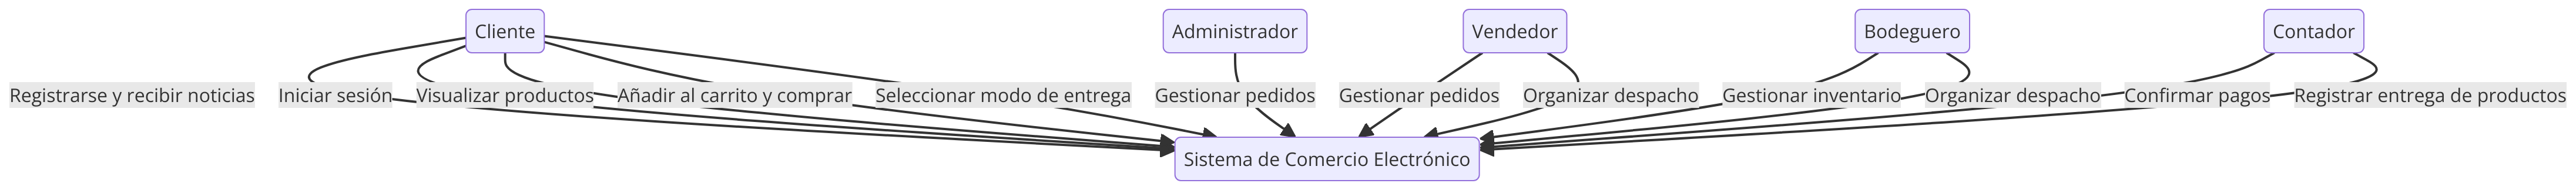 Cliente
Administrador
Vendedor
Bodeguero
Contador
Registrarse y recibir noticias
Iniciar sesión
Visualizar productos
Añadir al carrito y comprar
Seleccionar modo de entrega
Gestionar pedidos
Gestionar pedidos
Organizar despacho
Gestionar inventario
Organizar despacho
Confirmar pagos
Registrar entrega de productos
Sistema de Comercio Electrónico